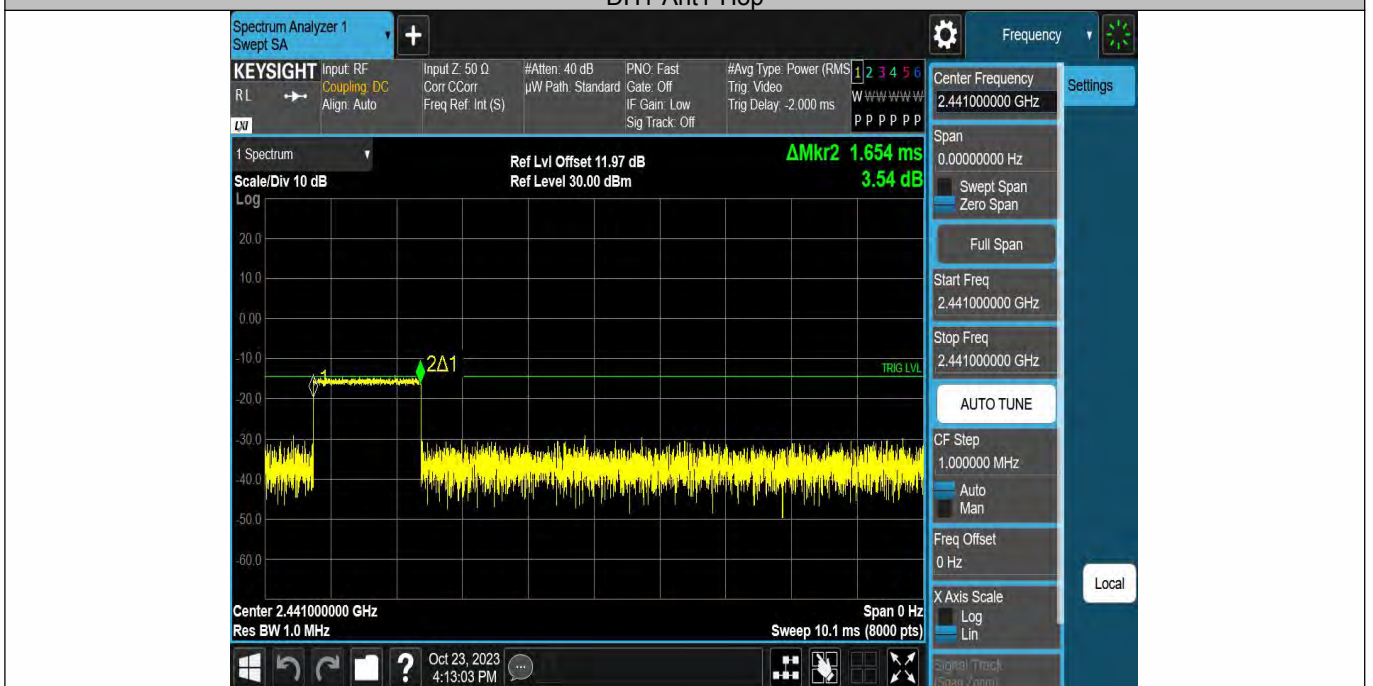 Spectrum Analyzer 1
Swept SA
+
Frequency
KEYSIGHT
RL
LXI
Input: RF
Coupling: DC
Align: Auto
Input Z: 50 Ω
Corr CCorr
Freq Ref: Int (S)
#Atten: 40 dB
µW Path: Standard
PNO: Fast
Gate: Off
IF Gain: Low
Sig Track: Off
#Avg Type: Power (RMS
Trig: Video
Trig Delay: -2.000 ms
1 2 3 4 5 6
W W W W W W
P P P P P P
Center Frequency
2.441000000 GHz
Settings
Span
0.00000000 Hz
Swept Span
Zero Span
Full Span
Start Freq
2.441000000 GHz
Stop Freq
2.441000000 GHz
AUTO TUNE
CF Step
1.000000 MHz
Auto
Man
Freq Offset
0 Hz
X Axis Scale
Log
Lin
Signal Track
(Span Zoom)
Local
1 Spectrum
Scale/Div 10 dB
Log
Ref Lvl Offset 11.97 dB
Ref Level 30.00 dBm
ΔMkr2 1.654 ms
3.54 dB
20.0
10.0
0.00
-10.0
-20.0
-30.0
-40.0
-50.0
-60.0
1
2Δ1
TRIG LVL
Center 2.441000000 GHz
Res BW 1.0 MHz
Span 0 Hz
Sweep 10.1 ms (8000 pts)
?
Oct 23, 2023
4:13:03 PM